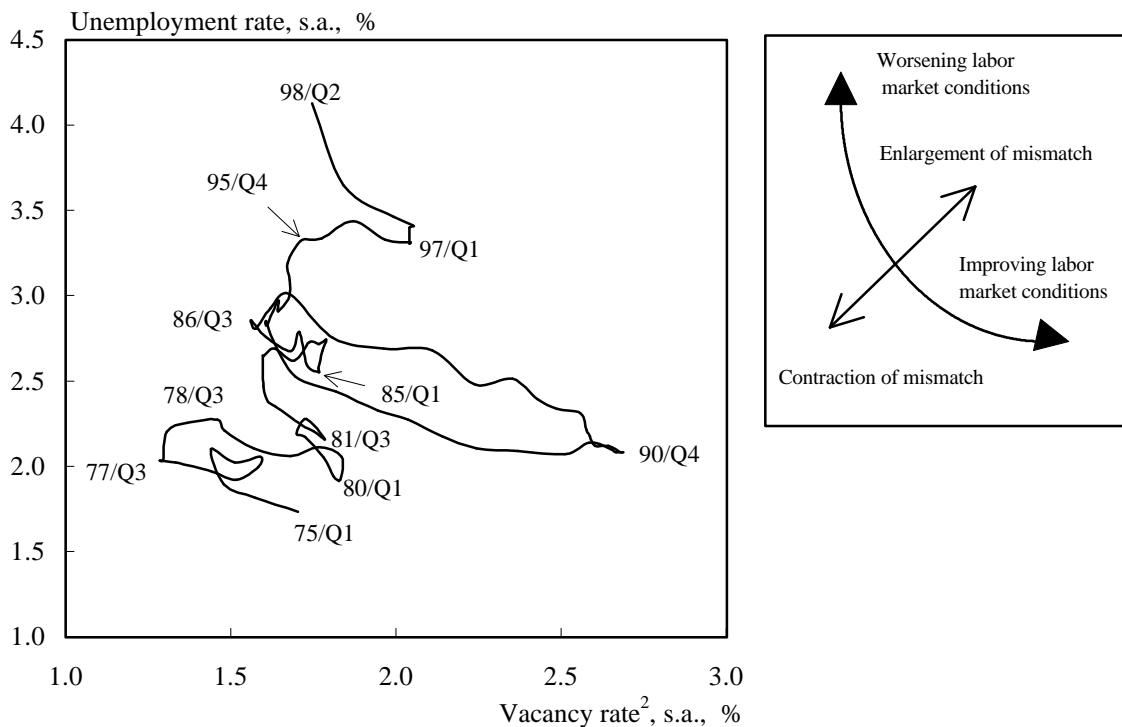 Unemployment rate, s.a., %
4.5
4.0
3.5
3.0
2.5
2.0
1.5
1.0
98/Q2
95/Q4
97/Q1
86/Q3
85/Q1
78/Q3
81/Q3
90/Q4
77/Q3
80/Q1
75/Q1
1.0 1.5 2.0 2.5 3.0
Vacancy rate², s.a., %
Worsening labor
market conditions
Enlargement of mismatch
Improving labor
market conditions
Contraction of mismatch